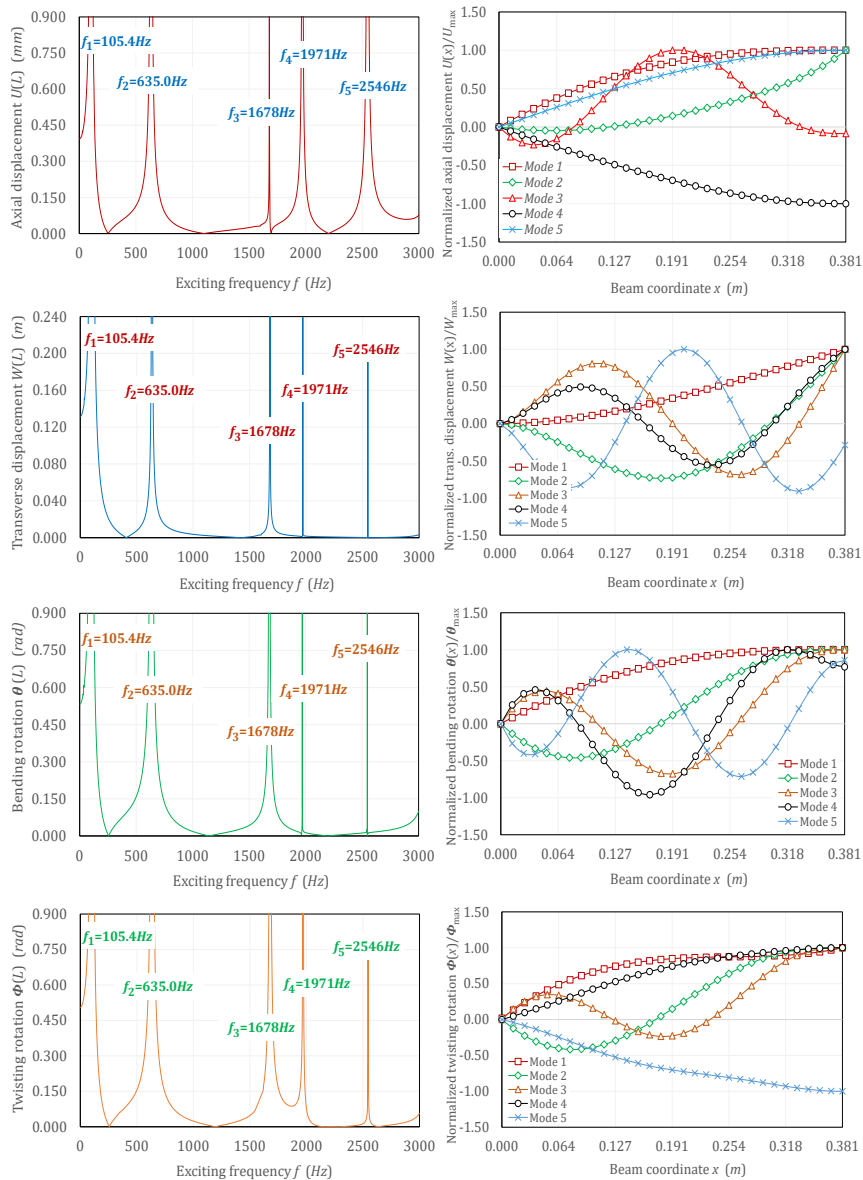 Axial displacement U(L) (mm)
0.900
0.750
0.600
0.450
0.300
0.150
0.000
f1=105.4Hz
f2=635.0Hz
f3=1678Hz
f4=1971Hz
f5=2546Hz
0 500 1000 1500 2000 2500 3000
Exciting frequency f (Hz)
Normalized axial displacement U(x)/Umax
1.50
1.00
0.50
0.00
-0.50
-1.00
-1.50
Mode 1
Mode 2
Mode 3
Mode 4
Mode 5
0.000 0.064 0.127 0.191 0.254 0.318 0.381
Beam coordinate x (m)
Transverse displacement W(L) (m)
0.240
0.200
0.160
0.120
0.080
0.040
0.000
f1=105.4Hz
f2=635.0Hz
f3=1678Hz
f4=1971Hz
f5=2546Hz
0 500 1000 1500 2000 2500 3000
Exciting frequency f (Hz)
Normalized trans. displacement W(x)/Wmax
1.50
1.00
0.50
0.00
-0.50
-1.00
-1.50
Mode 1
Mode 2
Mode 3
Mode 4
Mode 5
0.000 0.064 0.127 0.191 0.254 0.318 0.381
Beam coordinate x (m)
Bending rotation θ (L) (rad)
0.900
0.750
0.600
0.450
0.300
0.150
0.000
f1=105.4Hz
f2=635.0Hz
f3=1678Hz
f4=1971Hz
f5=2546Hz
0 500 1000 1500 2000 2500 3000
Exciting frequency f (Hz)
Normalized bending rotation θ(x)/θmax
1.50
1.00
0.50
0.00
-0.50
-1.00
-1.50
Mode 1
Mode 2
Mode 3
Mode 4
Mode 5
0.000 0.064 0.127 0.191 0.254 0.318 0.381
Beam coordinate x (m)
Twisting rotation Φ(L) (rad)
0.900
0.750
0.600
0.450
0.300
0.150
0.000
f1=105.4Hz
f2=635.0Hz
f3=1678Hz
f4=1971Hz
f5=2546Hz
0 500 1000 1500 2000 2500 3000
Exciting frequency f (Hz)
Normalized twisting rotation Φ(x)/Φmax
1.50
1.00
0.50
0.00
-0.50
-1.00
-1.50
Mode 1
Mode 2
Mode 3
Mode 4
Mode 5
0.000 0.064 0.127 0.191 0.254 0.318 0.381
Beam coordinate x (m)